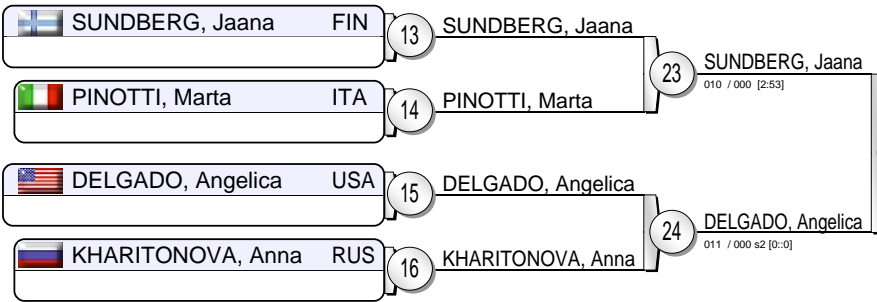 SUNDBERG, Jaana FIN
13
SUNDBERG, Jaana
PINOTTI, Marta ITA
14
PINOTTI, Marta
23
SUNDBERG, Jaana
010 / 000 [2:53]
DELGADO, Angelica USA
15
DELGADO, Angelica
KHARITONOVA, Anna RUS
16
KHARITONOVA, Anna
24
DELGADO, Angelica
011 / 000 s2 [0::0]